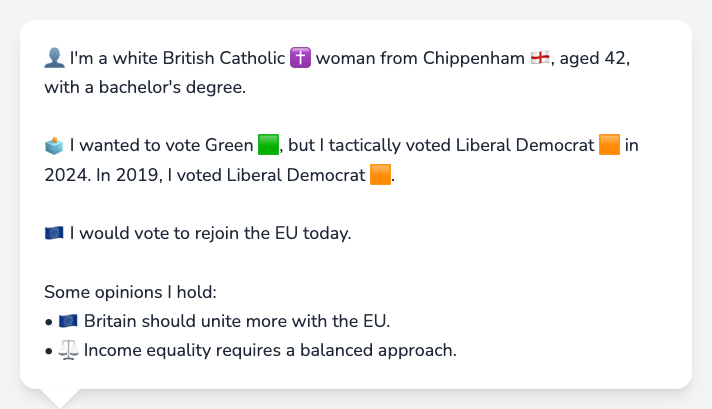 👤 I'm a white British Catholic ✝️ woman from Chippenham 🏴󠁧󠁢󠁥󠁮󠁧󠁿, aged 42,
with a bachelor's degree.
🗳️ I wanted to vote Green 🟩, but I tactically voted Liberal Democrat 🟧 in
2024. In 2019, I voted Liberal Democrat 🟧.
🇪🇺 I would vote to rejoin the EU today.
Some opinions I hold:
• 🇪🇺 Britain should unite more with the EU.
• ⚖️ Income equality requires a balanced approach.